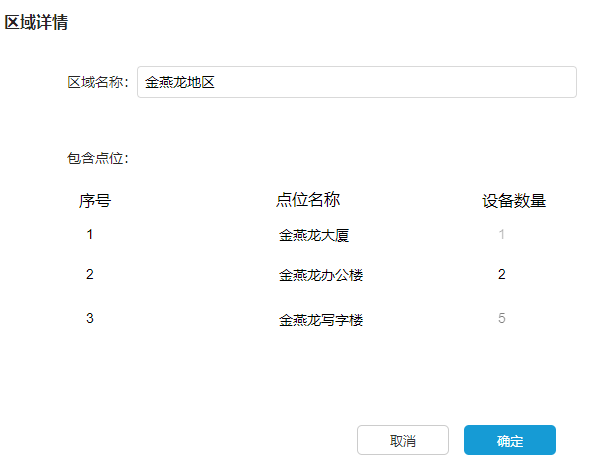 区域详情
区域名称： 金燕龙地区
包含点位：
序号 点位名称 设备数量
1 金燕龙大厦 1
2 金燕龙办公楼 2
3 金燕龙写字楼 5
取消 确定